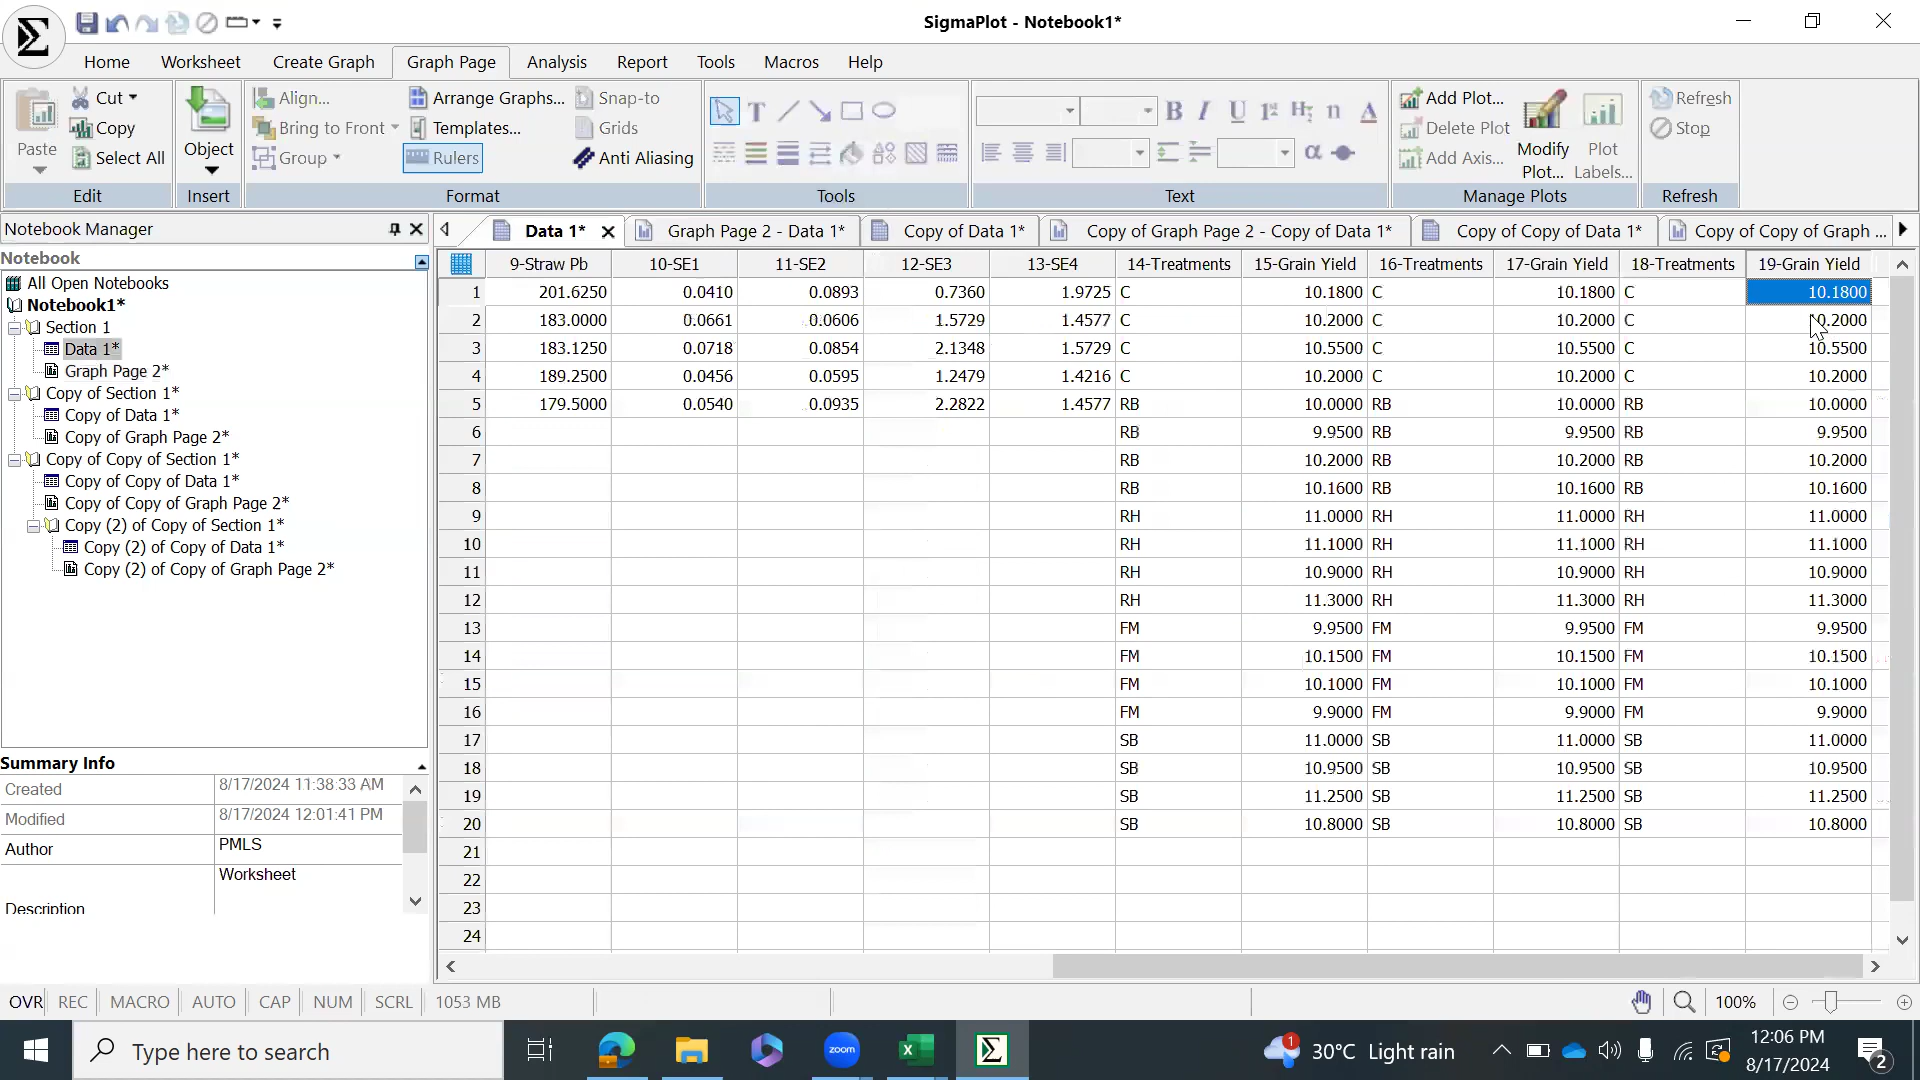 SigmaPlot - Notebook1*
Home Worksheet Create Graph Graph Page Analysis Report Tools Macros Help
Paste Cut Copy Select All Edit
Object Insert
Align... Bring to Front Group Arrange Graphs... Templates... Rulers Snap-to Grids Anti Aliasing Format
Tools
Text
Add Plot... Delete Plot Add Axis... Modify Plot... Plot Labels... Manage Plots
Refresh Stop Refresh
Notebook Manager
Notebook
All Open Notebooks
Notebook1*
Section 1
Data 1*
Graph Page 2*
Copy of Section 1*
Copy of Data 1*
Copy of Graph Page 2*
Copy of Copy of Section 1*
Copy of Copy of Data 1*
Copy of Copy of Graph Page 2*
Copy (2) of Copy of Section 1*
Copy (2) of Copy of Data 1*
Copy (2) of Copy of Graph Page 2*
Summary Info
Created 8/17/2024 11:38:33 AM
Modified 8/17/2024 12:01:41 PM
Author PMLS
Worksheet
Description
Data 1* Graph Page 2 - Data 1* Copy of Data 1* Copy of Graph Page 2 - Copy of Data 1* Copy of Copy of Data 1* Copy of Copy of Graph ...
9-Straw Pb 10-SE1 11-SE2 12-SE3 13-SE4 14-Treatments 15-Grain Yield 16-Treatments 17-Grain Yield 18-Treatments 19-Grain Yield
1 201.6250 0.0410 0.0893 0.7360 1.9725 C 10.1800 C 10.1800 C 10.1800
2 183.0000 0.0661 0.0606 1.5729 1.4577 C 10.2000 C 10.2000 C 10.2000
3 183.1250 0.0718 0.0854 2.1348 1.5729 C 10.5500 C 10.5500 C 10.5500
4 189.2500 0.0456 0.0595 1.2479 1.4216 C 10.2000 C 10.2000 C 10.2000
5 179.5000 0.0540 0.0935 2.2822 1.4577 RB 10.0000 RB 10.0000 RB 10.0000
6 RB 9.9500 RB 9.9500 RB 9.9500
7 RB 10.2000 RB 10.2000 RB 10.2000
8 RB 10.1600 RB 10.1600 RB 10.1600
9 RH 11.0000 RH 11.0000 RH 11.0000
10 RH 11.1000 RH 11.1000 RH 11.1000
11 RH 10.9000 RH 10.9000 RH 10.9000
12 RH 11.3000 RH 11.3000 RH 11.3000
13 FM 9.9500 FM 9.9500 FM 9.9500
14 FM 10.1500 FM 10.1500 FM 10.1500
15 FM 10.1000 FM 10.1000 FM 10.1000
16 FM 9.9000 FM 9.9000 FM 9.9000
17 SB 11.0000 SB 11.0000 SB 11.0000
18 SB 10.9500 SB 10.9500 SB 10.9500
19 SB 11.2500 SB 11.2500 SB 11.2500
20 SB 10.8000 SB 10.8000 SB 10.8000
21
22
23
24
OVR REC MACRO AUTO CAP NUM SCRL 1053 MB 100%
Type here to search zoom 1 30°C Light rain 12:06 PM
8/17/2024 2